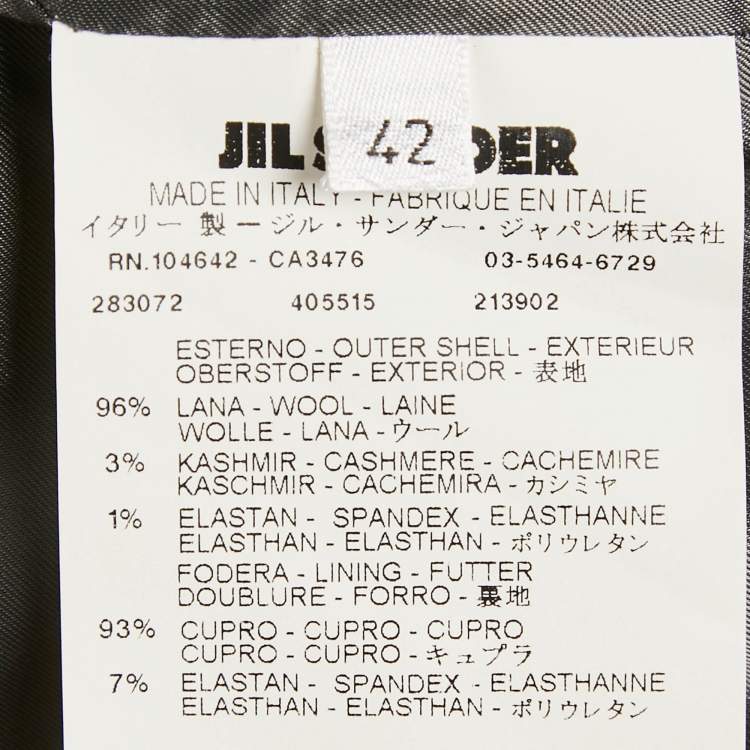 42
JIL S DER
MADE IN ITALY - FABRIQUE EN ITALIE
イタリー 製 ージル・サンダー・ジャパン株式会社
RN.104642 - CA3476 03-5464-6729
283072 405515 213902
ESTERNO - OUTER SHELL - EXTERIEUR
OBERSTOFF - EXTERIOR - 表地
96% LANA - WOOL - LAINE
WOLLE - LANA - ウール
3% KASHMIR - CASHMERE - CACHEMIRE
KASCHMIR - CACHEMIRA - カシミヤ
1% ELASTAN - SPANDEX - ELASTHANNE
ELASTHAN - ELASTHAN - ポリウレタン
FODERA - LINING - FUTTER
DOUBLURE - FORRO - 裏地
93% CUPRO - CUPRO - CUPRO
CUPRO - CUPRO - キュプラ
7% ELASTAN - SPANDEX - ELASTHANNE
ELASTHAN - ELASTHAN - ポリウレタン